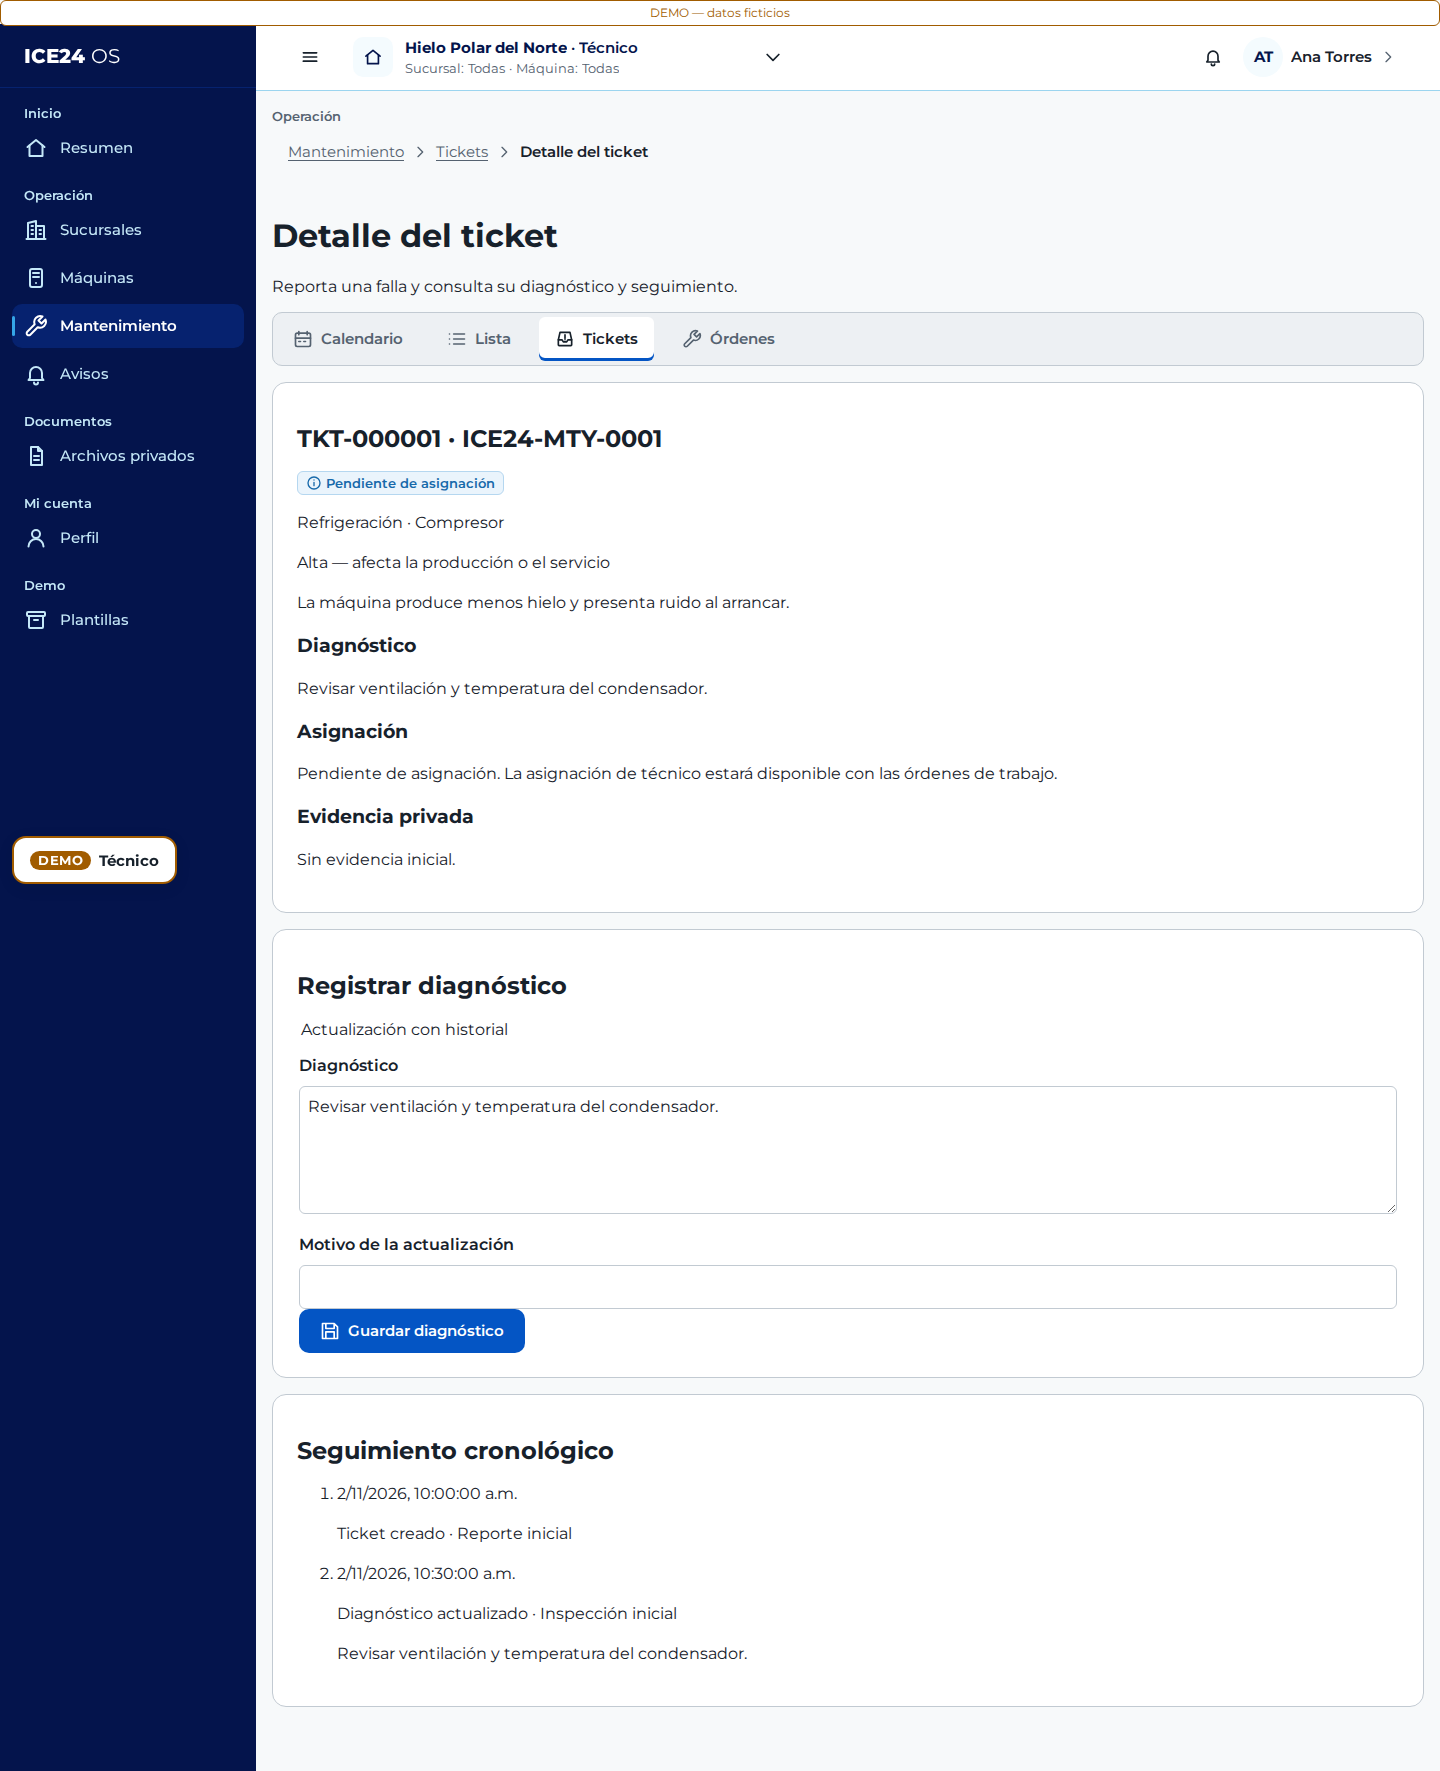 DEMO — datos ficticios
ICE24 OS
Inicio
Resumen
Operación
Sucursales
Máquinas
Mantenimiento
Avisos
Documentos
Archivos privados
Mi cuenta
Perfil
Demo
Plantillas
DEMO Técnico
Hielo Polar del Norte · Técnico
Sucursal: Todas · Máquina: Todas
AT Ana Torres
Operación
Mantenimiento Tickets Detalle del ticket
Detalle del ticket
Reporta una falla y consulta su diagnóstico y seguimiento.
Calendario Lista Tickets Órdenes
TKT-000001 · ICE24-MTY-0001
Pendiente de asignación
Refrigeración · Compresor
Alta — afecta la producción o el servicio
La máquina produce menos hielo y presenta ruido al arrancar.
Diagnóstico
Revisar ventilación y temperatura del condensador.
Asignación
Pendiente de asignación. La asignación de técnico estará disponible con las órdenes de trabajo.
Evidencia privada
Sin evidencia inicial.
Registrar diagnóstico
Actualización con historial
Diagnóstico
Revisar ventilación y temperatura del condensador.
Motivo de la actualización
Guardar diagnóstico
Seguimiento cronológico
1. 2/11/2026, 10:00:00 a.m.
Ticket creado · Reporte inicial
2. 2/11/2026, 10:30:00 a.m.
Diagnóstico actualizado · Inspección inicial
Revisar ventilación y temperatura del condensador.